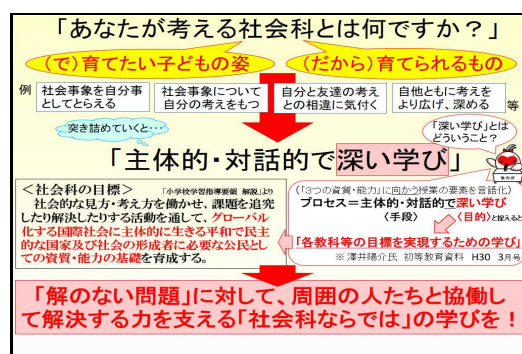 「あなたが考える社会科とは何ですか？」
(で)育てたい子どもの姿
(だから)育てられるもの
例
社会事象を自分事
としてとらえる
社会事象について
自分の考えをもつ
自分と友達の考え
との相違に気付く
自他ともに考えを
より広げ、深める
等
突き詰めていくと・・・
「深い学び」とは
どういうこと？
「主体的・対話的で深い学び」
＜社会科の目標＞
「小学校学習指導要領 解説」より
社会的な見方・考え方を働かせ、課題を追究
したり解決したりする活動を通して、グローバル
化する国際社会に主体的に生きる平和で民主
的な国家及び社会の形成者に必要な公民とし
ての資質・能力の基礎を育成する。
(「3つの資質・能力」に向かう授業の要素を言語化)
プロセス＝主体的・対話的で深い学び
〈手段〉
〈目的〉と捉えると
「各教科等の目標を実現するための学び」
※ 澤井陽介氏 初等教育資料 H30 3月号
「解のない問題」に対して、周囲の人たちと協働し
て解決する力を支える「社会科ならでは」の学びを！